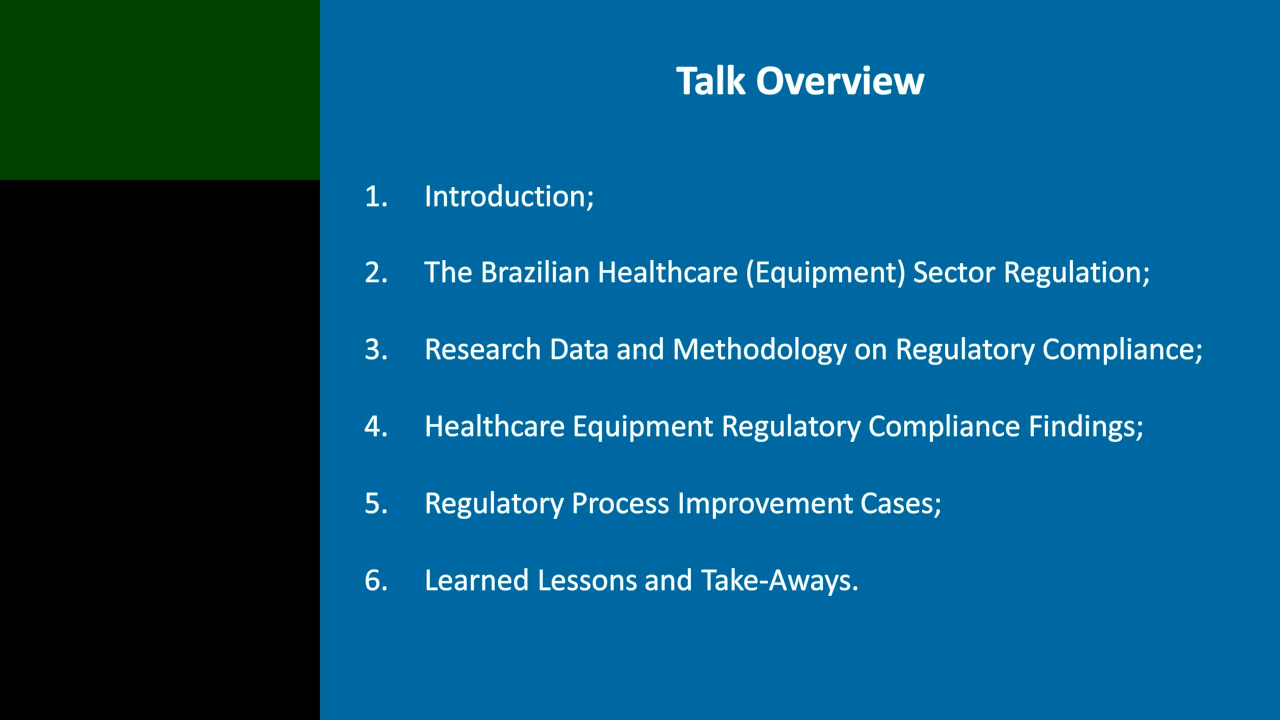 Talk Overview
1. Introduction;
2. The Brazilian Healthcare (Equipment) Sector Regulation;
3. Research Data and Methodology on Regulatory Compliance;
4. Healthcare Equipment Regulatory Compliance Findings;
5. Regulatory Process Improvement Cases;
6. Learned Lessons and Take-Aways.